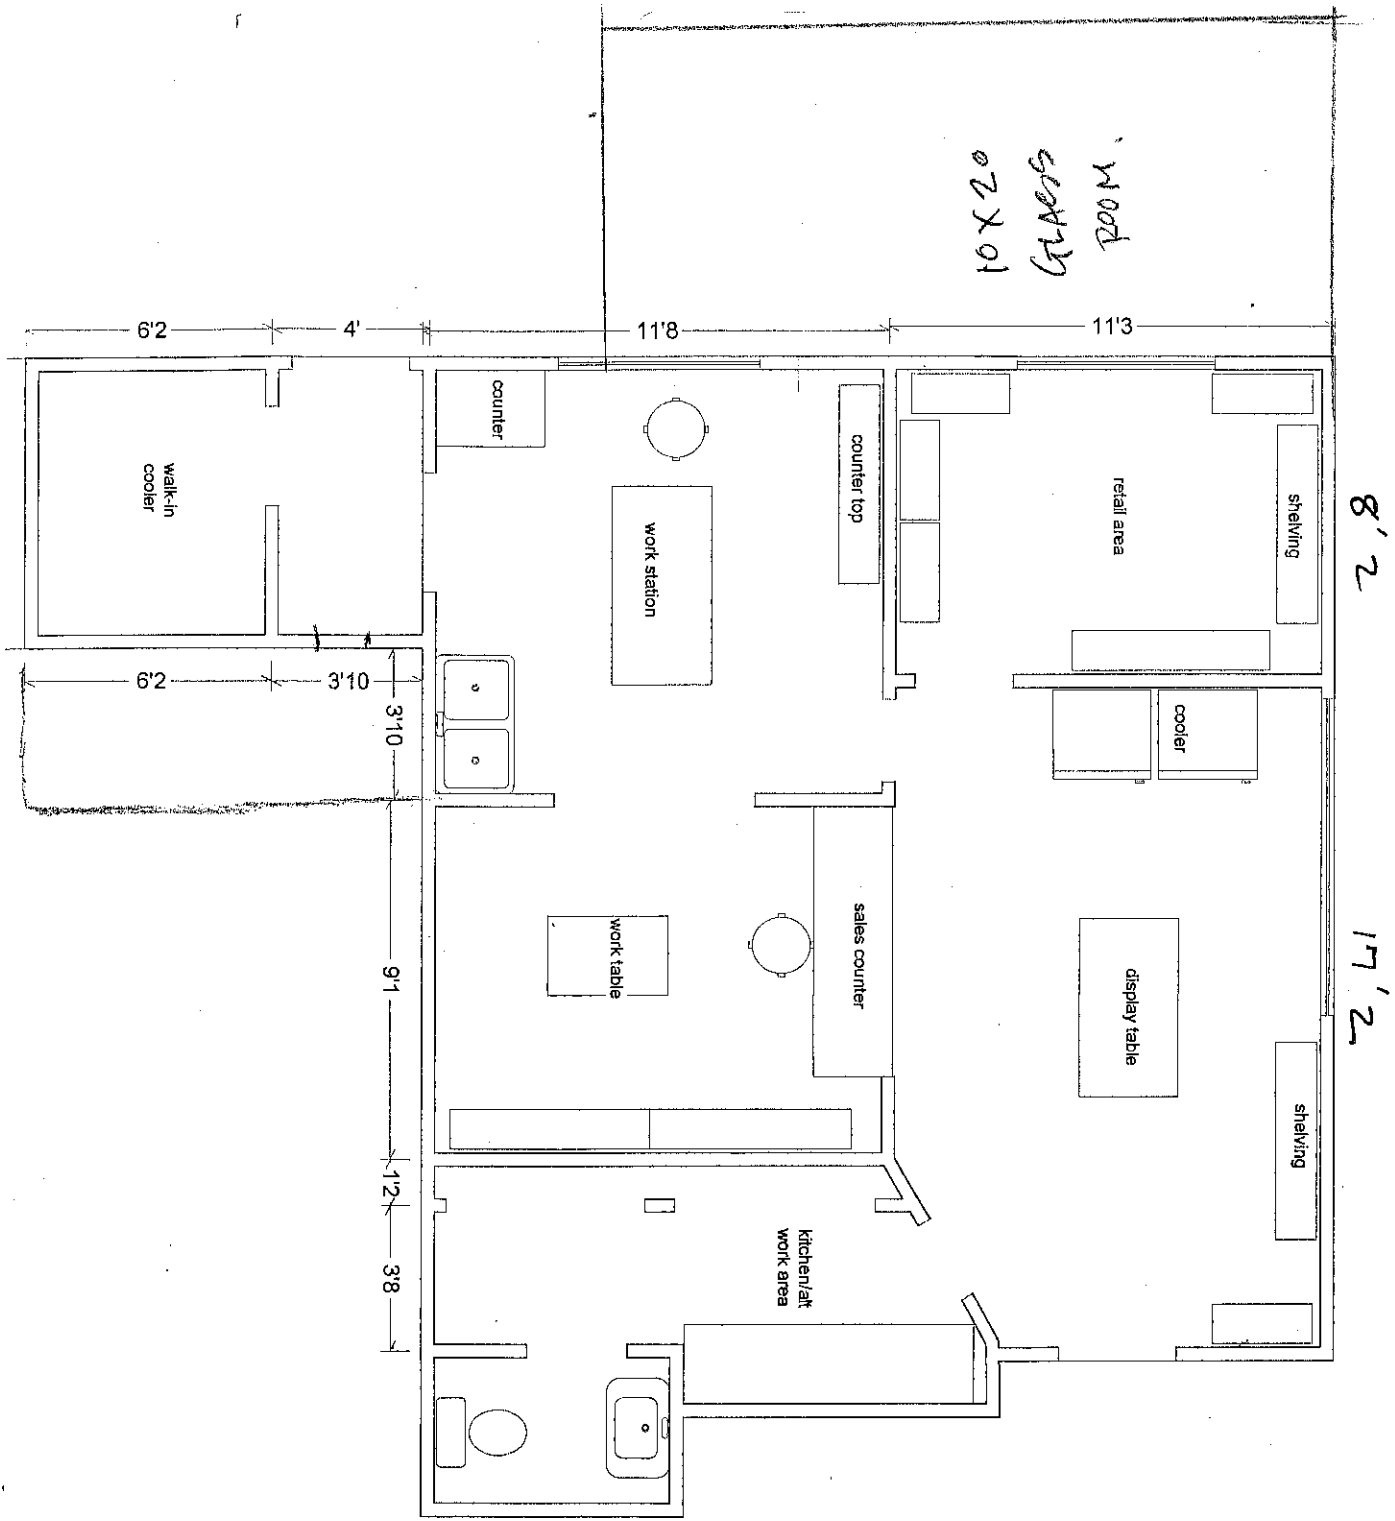 10 X 20
GLASS
ROOM.
8' 2
17' 2
6'2
4'
11'8
11'3
walk-in
cooler
counter
work station
counter top
retail area
shelving
6'2
3'10
3'10
cooler
9'1
work table
sales counter
display table
shelving
1'2
3'8
kitchen/alt
work area